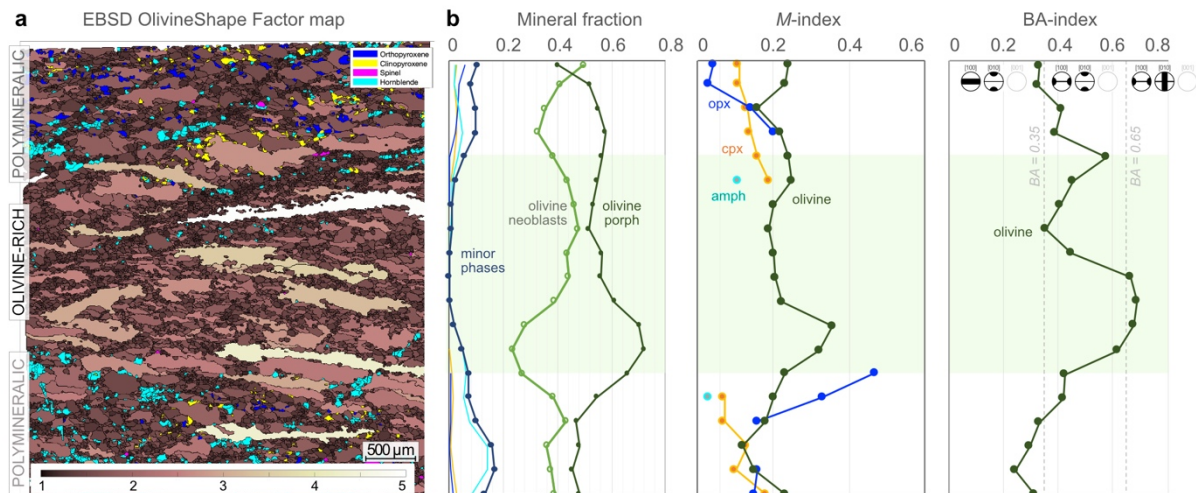 a
EBSD OlivineShape Factor map
POLYMINERALIC
OLIVINE-RICH
POLYMINERALIC
Orthopyroxene
Clinopyroxene
Spinel
Hornblende
500 µm
1 2 3 4 5
b
Mineral fraction
0 0.2 0.4 0.6 0.8
olivine
neoblasts
olivine
porph
minor
phases
M-index
0 0.2 0.4 0.6
opx
cpx
amph
olivine
BA-index
0 0.2 0.4 0.6 0.8
[100] [010] [001]
[100] [010] [001]
[100] [010] [001]
BA = 0.35
BA = 0.65
olivine